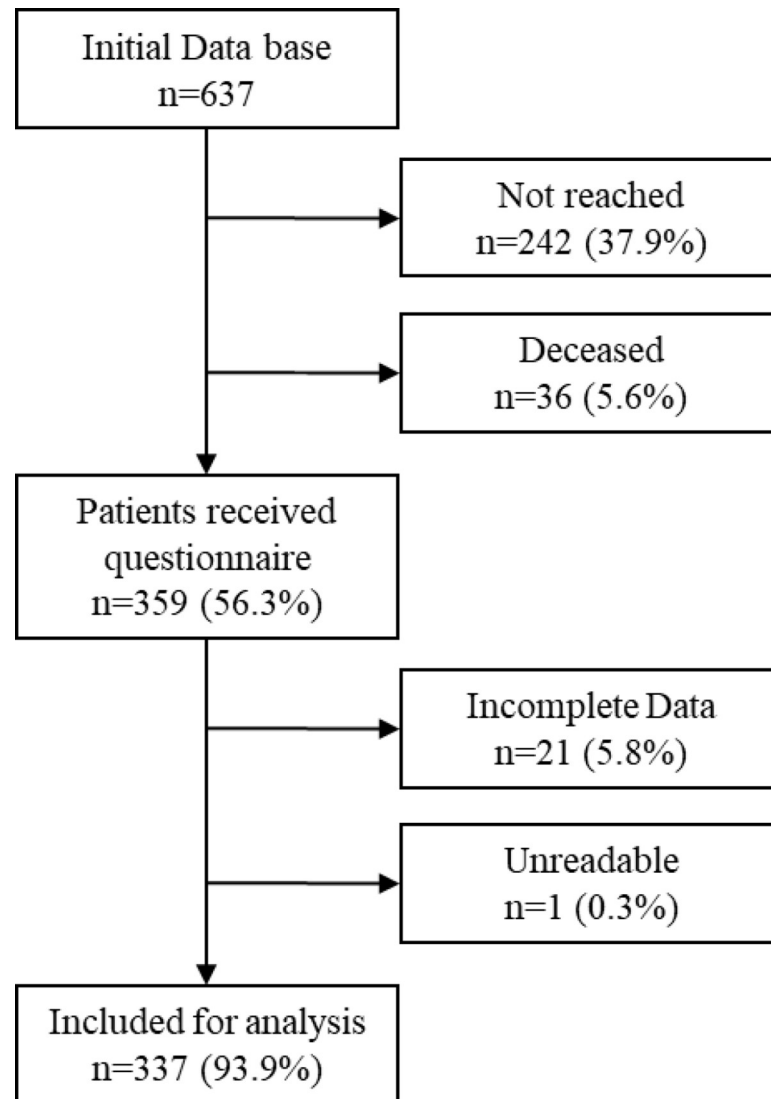 Initial Data base
n=637
Not reached
n=242 (37.9%)
Deceased
n=36 (5.6%)
Patients received
questionnaire
n=359 (56.3%)
Incomplete Data
n=21 (5.8%)
Unreadable
n=1 (0.3%)
Included for analysis
n=337 (93.9%)